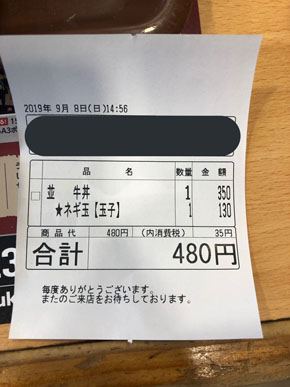 2019年 9月 8日(日)14:56
品 名 数量 金 額
並 牛丼 1 350
★ネギ玉【玉子】 1 130
商 品 代 480円 (内消費税) 35円
合計 480円
毎度ありがとうございます。
またのご来店をお待ちしております。